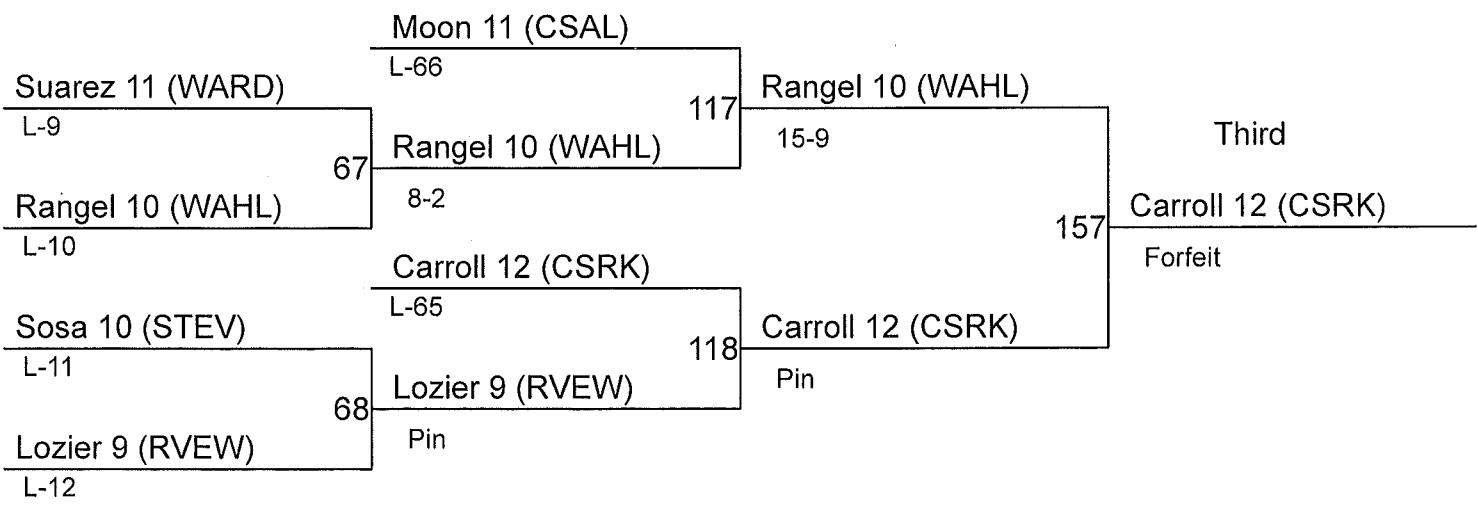 Moon 11 (CSAL)
L-66
Suarez 11 (WARD)
L-9
117
Rangel 10 (WAHL)
15-9
Third
67
Rangel 10 (WAHL)
8-2
Rangel 10 (WAHL)
L-10
157
Carroll 12 (CSRK)
Forfeit
Carroll 12 (CSRK)
L-65
Sosa 10 (STEV)
L-11
118
Carroll 12 (CSRK)
Pin
68
Lozier 9 (RVEW)
Pin
Lozier 9 (RVEW)
L-12